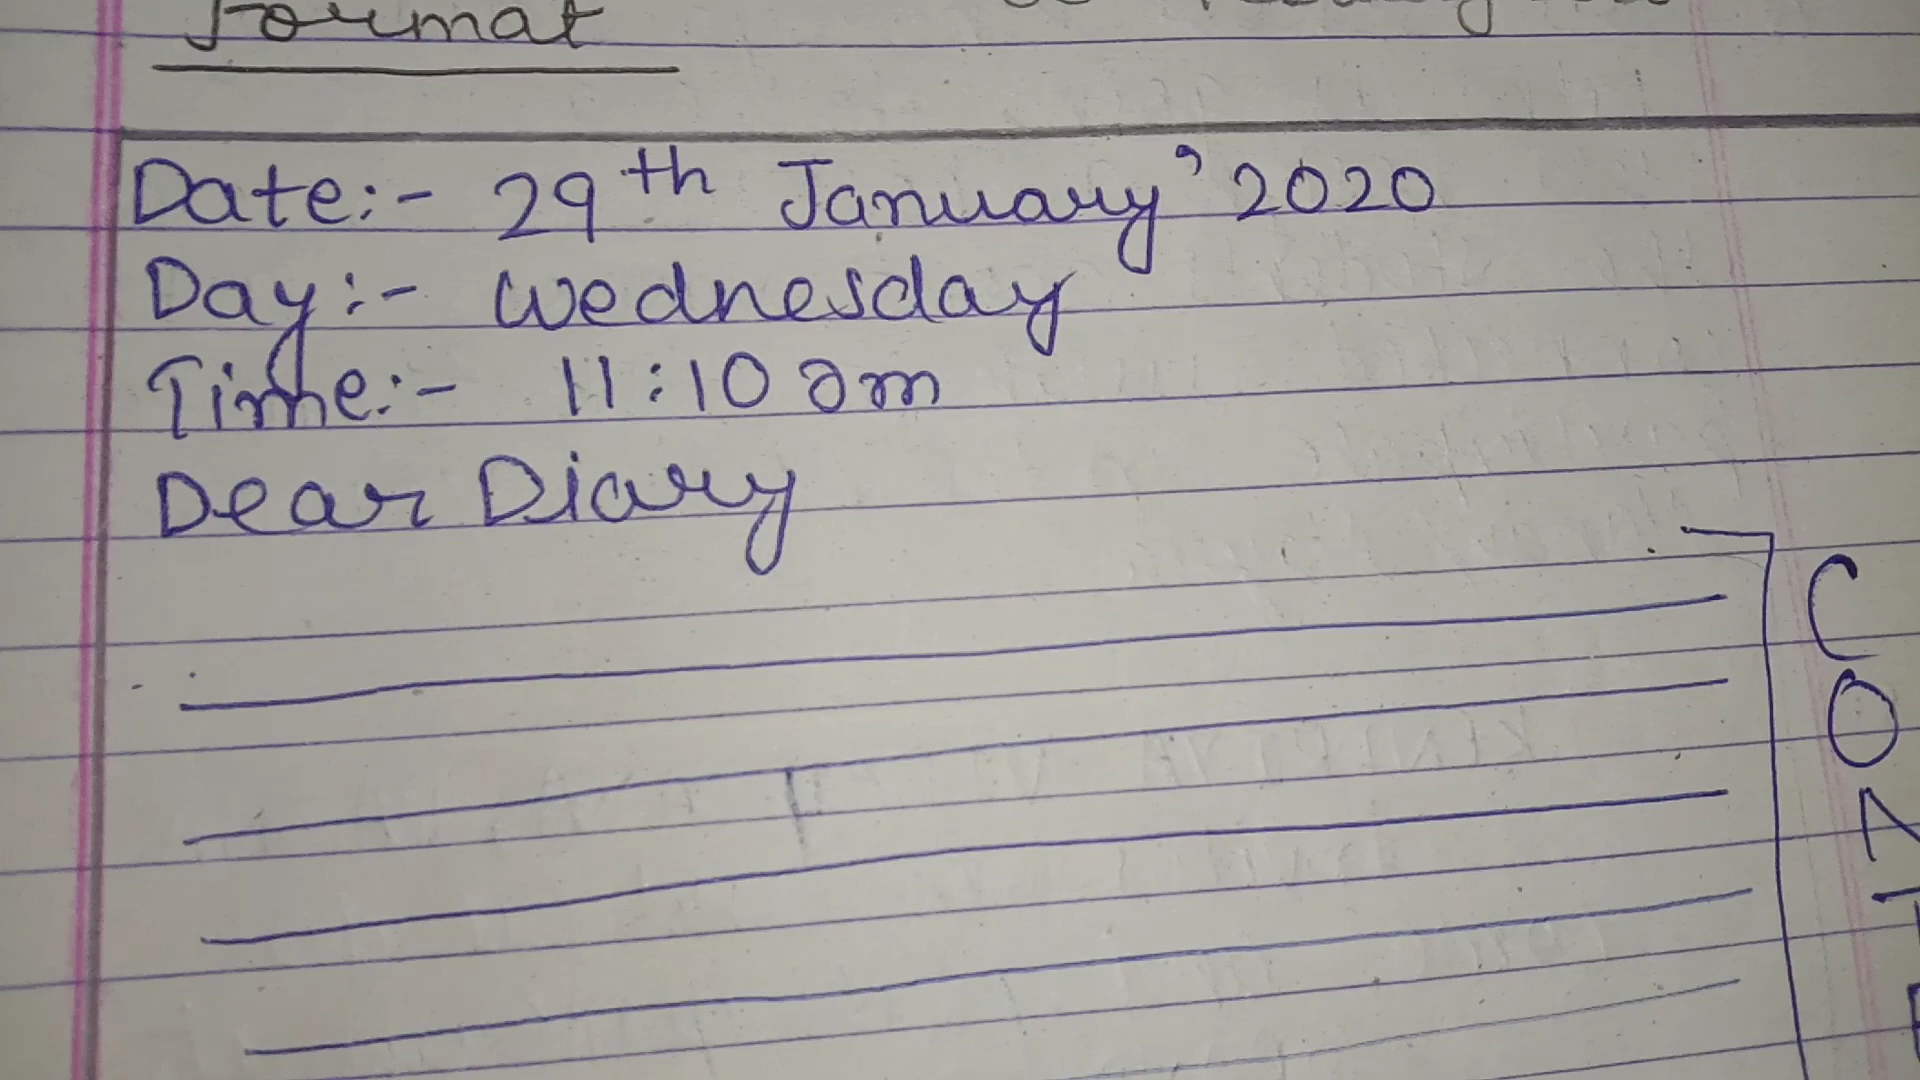 Format
Date:- 29th January'2020
Day:- Wednesday
Time:- 11:10 am
Dear Diary